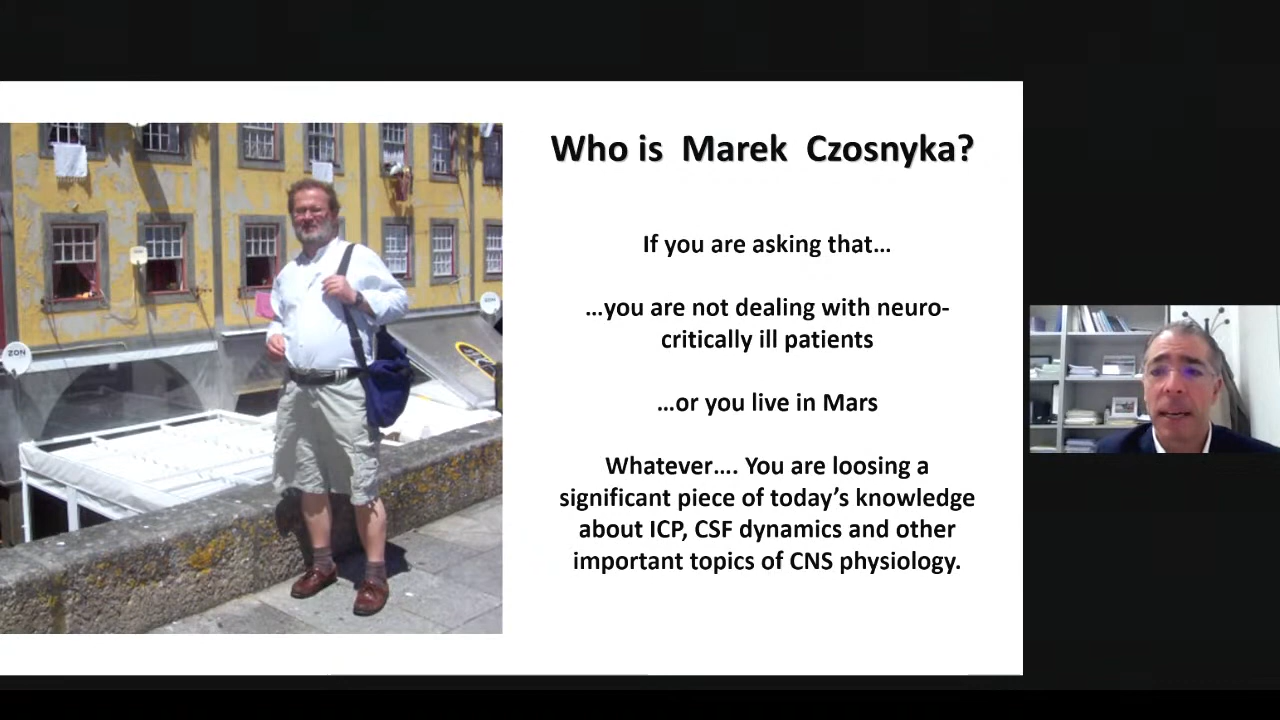 Who is Marek Czosnyka?
If you are asking that...
...you are not dealing with neuro-
critically ill patients
...or you live in Mars
Whatever.... You are loosing a
significant piece of today's knowledge
about ICP, CSF dynamics and other
important topics of CNS physiology.
ZON